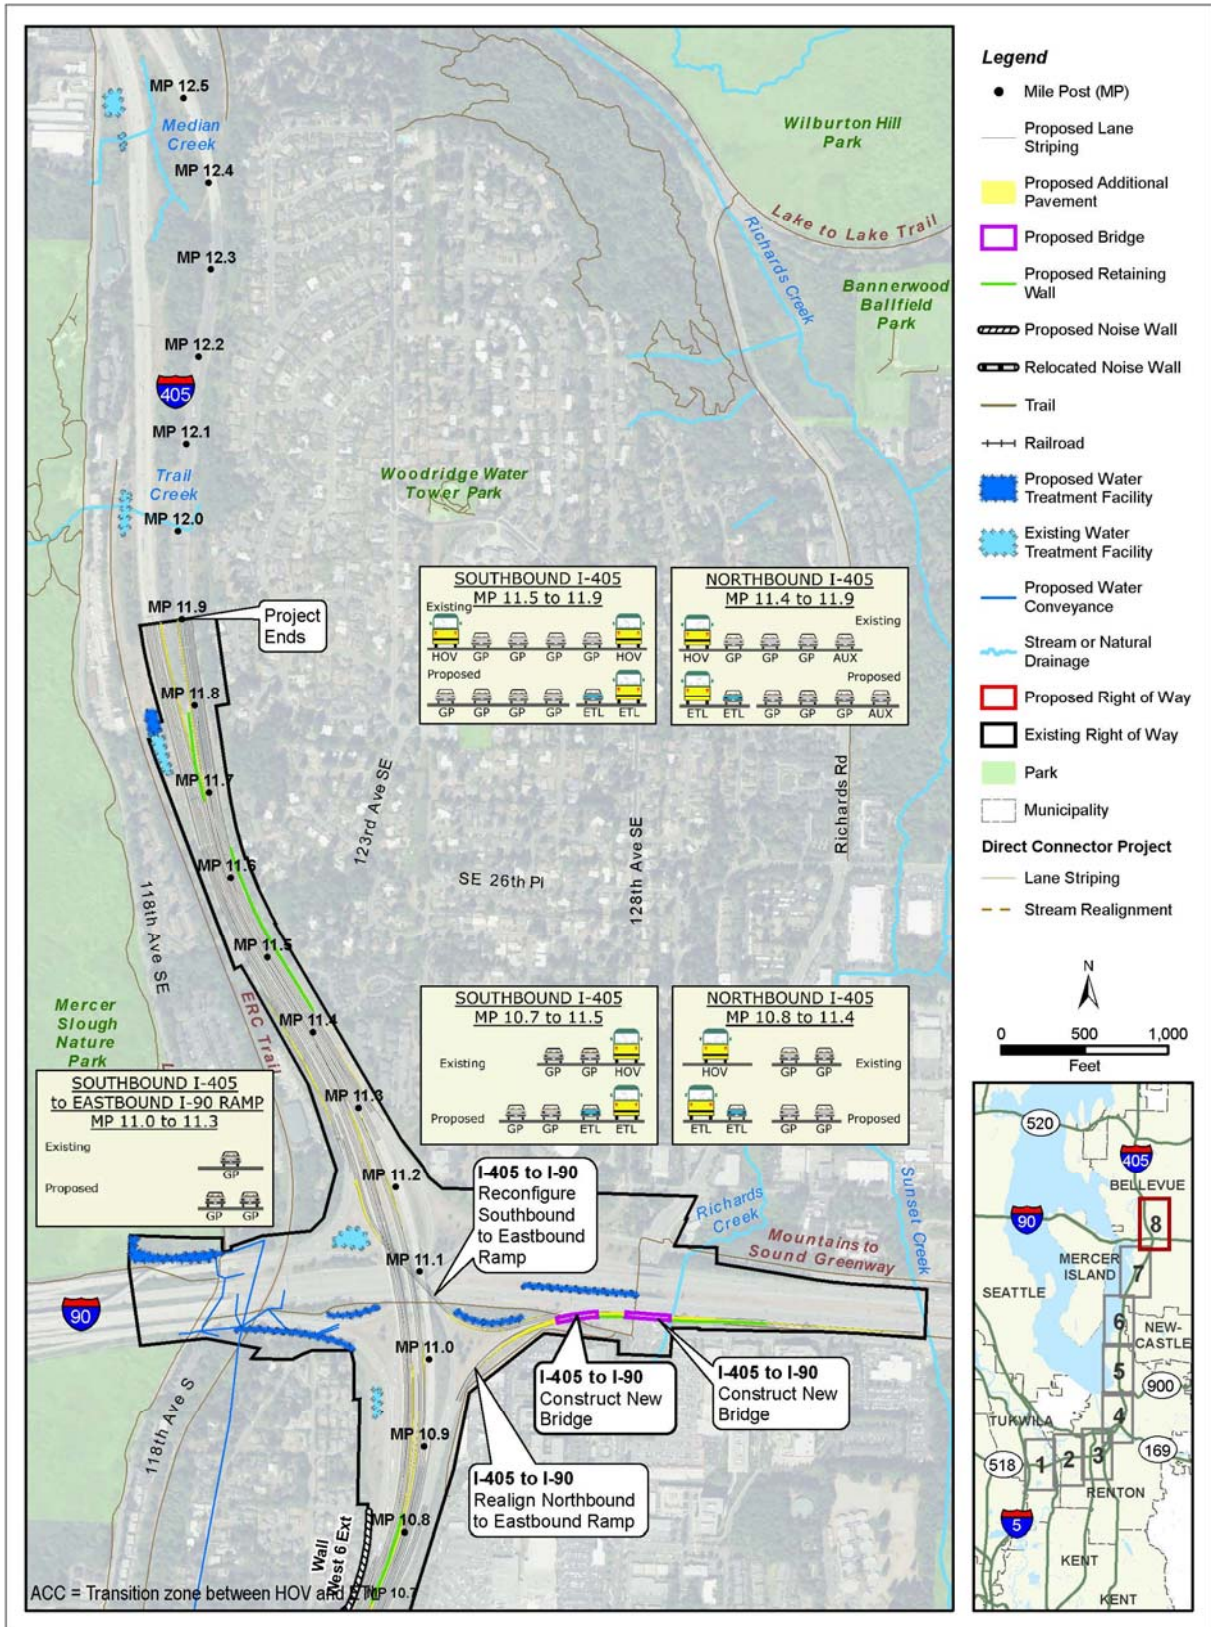 MP 12.5
Median
Creek
MP 12.4
MP 12.3
MP 12.2
405
MP 12.1
Trail
Creek
MP 12.0
Wilburton Hill
Park
Lake to Lake Trail
Richards Creek
Bannerwood
Ballfield
Park
Woodridge Water
Tower Park
MP 11.9
Project
Ends
SOUTHBOUND I-405
MP 11.5 to 11.9
Existing
HOV GP GP GP GP HOV
Proposed
GP GP GP GP ETL ETL
NORTHBOUND I-405
MP 11.4 to 11.9
Existing
HOV GP GP GP AUX
Proposed
ETL ETL GP GP GP AUX
MP 11.8
MP 11.7
MP 11.6
MP 11.5
MP 11.4
MP 11.3
MP 11.2
MP 11.1
MP 11.0
MP 10.9
MP 10.8
MP 10.7
123rd Ave SE
SE 26th Pl
128th Ave SE
Richards Rd
118th Ave SE
ERC Trail
L
Mercer
Slough
Nature
Park
SOUTHBOUND I-405
to EASTBOUND I-90 RAMP
MP 11.0 to 11.3
Existing
GP
Proposed
GP GP
SOUTHBOUND I-405
MP 10.7 to 11.5
Existing
GP GP HOV
Proposed
GP GP ETL ETL
NORTHBOUND I-405
MP 10.8 to 11.4
Existing
HOV GP GP
Proposed
ETL ETL GP GP
I-405 to I-90
Reconfigure
Southbound
to Eastbound
Ramp
Richards
Creek
Sunset Creek
Mountains to
Sound Greenway
90
I-405 to I-90
Construct New
Bridge
I-405 to I-90
Construct New
Bridge
I-405 to I-90
Realign Northbound
to Eastbound Ramp
118th Ave S
Wall
West 6 Ext
ACC = Transition zone between HOV and ETL
Legend
Mile Post (MP)
Proposed Lane
Striping
Proposed Additional
Pavement
Proposed Bridge
Proposed Retaining
Wall
Proposed Noise Wall
Relocated Noise Wall
Trail
Railroad
Proposed Water
Treatment Facility
Existing Water
Treatment Facility
Proposed Water
Conveyance
Stream or Natural
Drainage
Proposed Right of Way
Existing Right of Way
Park
Municipality
Direct Connector Project
Lane Striping
Stream Realignment
N
0 500 1,000
Feet
520
405
BELLEVUE
90
8
MERCER
ISLAND
7
SEATTLE
6
NEW-
CASTLE
5
900
4
TUKWILA
518
1
2
3
169
RENTON
5
KENT
KENT